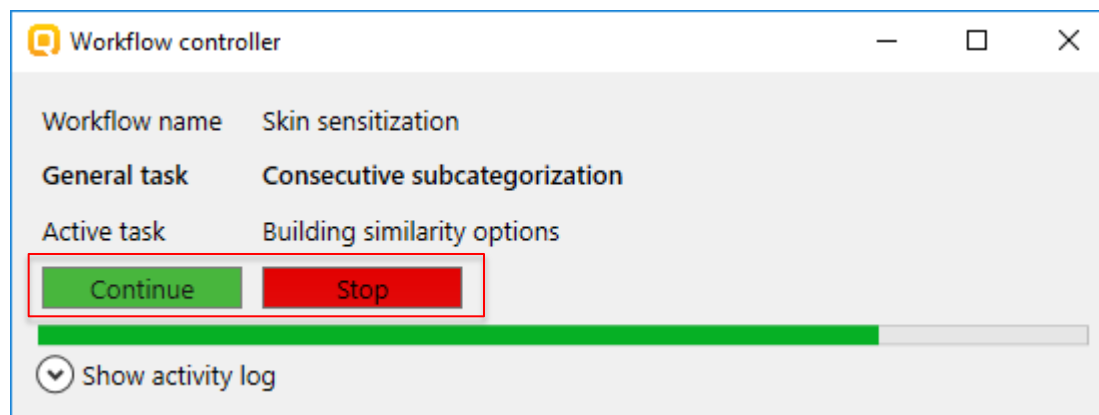 Workflow controller
Workflow name Skin sensitization
General task Consecutive subcategorization
Active task Building similarity options
Continue Stop
Show activity log